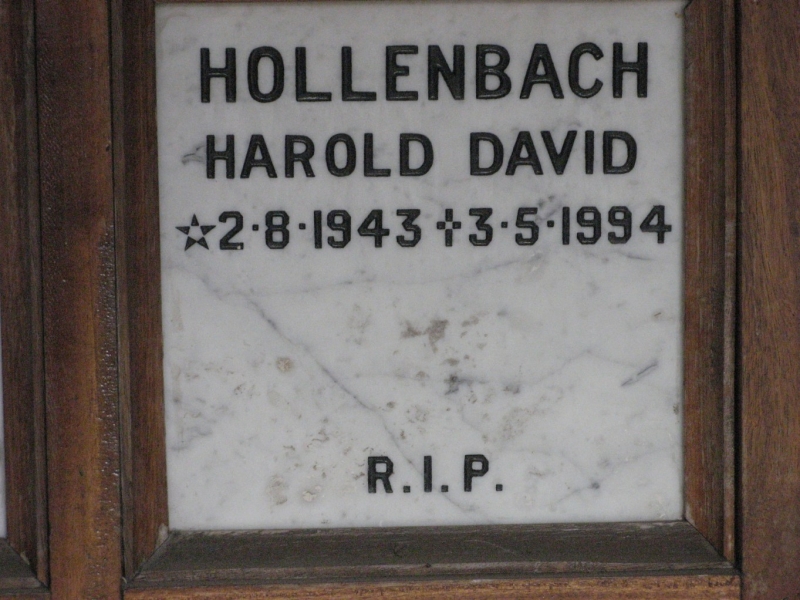 HOLLENBACH
HAROLD DAVID
☆2·8·1943 ✝3·5·1994
R.I.P.